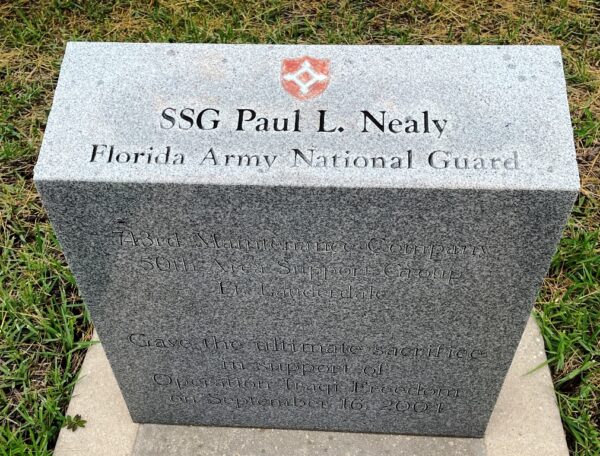 SSG Paul L. Nealy
Florida Army National Guard
743rd Maintenance Company
50th Area Support Group
Ft. Lauderdale
Gave the ultimate sacrifice
in support of
Operation Iraqi Freedom
on September 16, 2004